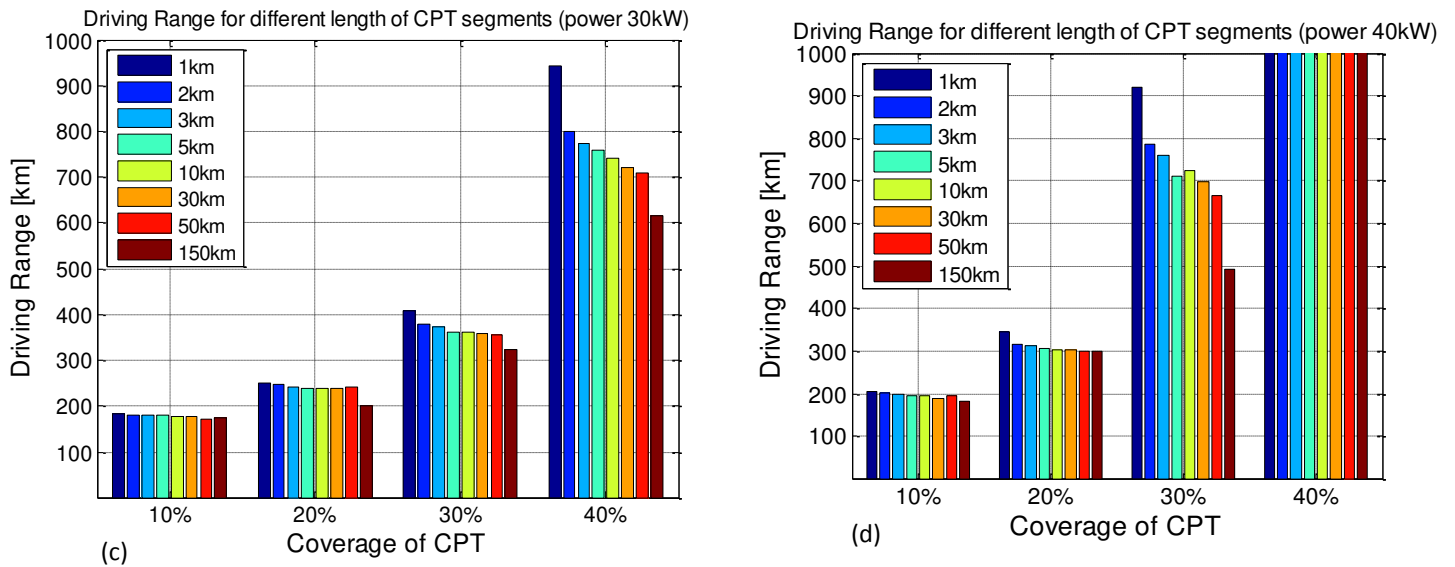 Driving Range for different length of CPT segments (power 30kW)
1000
900
800
700
600
500
400
300
200
100
Driving Range [km]
1km
2km
3km
5km
10km
30km
50km
150km
10%
20%
30%
40%
Coverage of CPT
(c)
Driving Range for different length of CPT segments (power 40kW)
1000
900
800
700
600
500
400
300
200
100
Driving Range [km]
1km
2km
3km
5km
10km
30km
50km
150km
10%
20%
30%
40%
Coverage of CPT
(d)